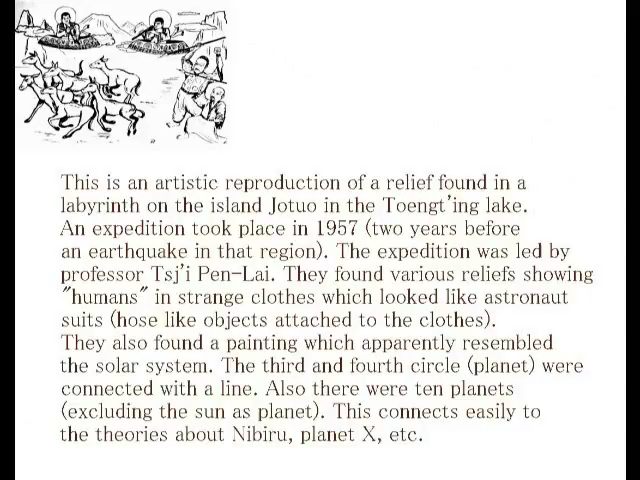 This is an artistic reproduction of a relief found in a
labyrinth on the island Jotuo in the Toengt'ing lake.
An expedition took place in 1957 (two years before
an earthquake in that region). The expedition was led by
professor Tsj'i Pen-Lai. They found various reliefs showing
"humans" in strange clothes which looked like astronaut
suits (hose like objects attached to the clothes).
They also found a painting which apparently resembled
the solar system. The third and fourth circle (planet) were
connected with a line. Also there were ten planets
(excluding the sun as planet). This connects easily to
the theories about Nibiru, planet X, etc.